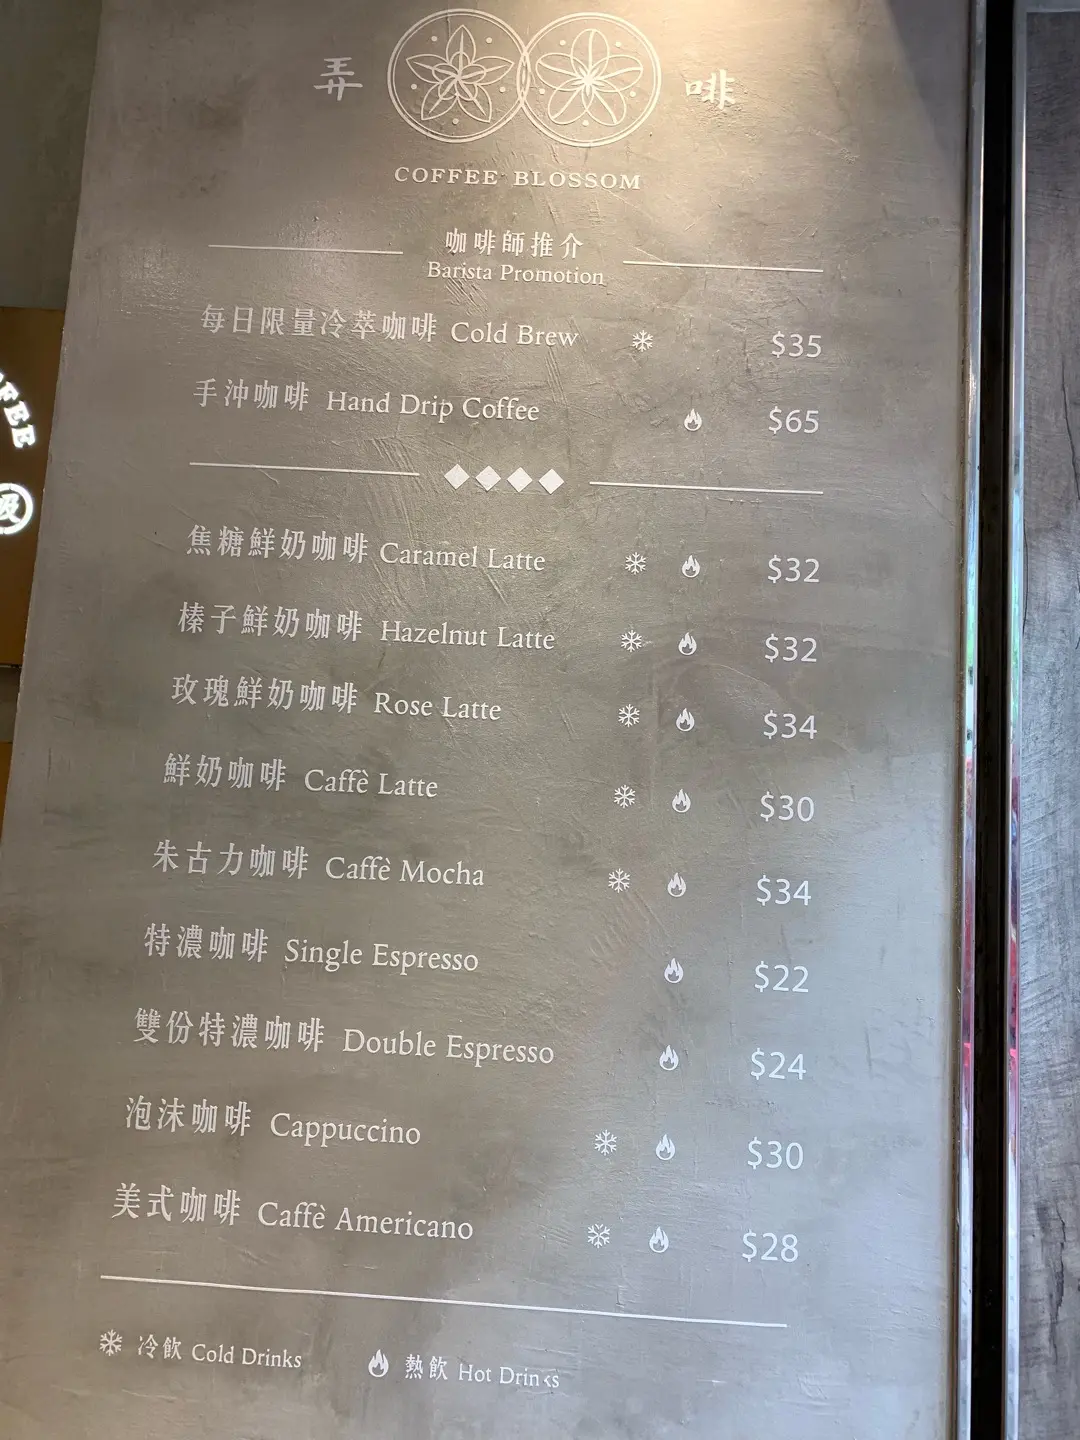 弄 啡
COFFEE BLOSSOM
咖啡師推介
Barista Promotion
每日限量冷萃咖啡 Cold Brew $35
手沖咖啡 Hand Drip Coffee $65
焦糖鮮奶咖啡 Caramel Latte $32
榛子鮮奶咖啡 Hazelnut Latte $32
玫瑰鮮奶咖啡 Rose Latte $34
鮮奶咖啡 Caffè Latte $30
朱古力咖啡 Caffè Mocha $34
特濃咖啡 Single Espresso $22
雙份特濃咖啡 Double Espresso $24
泡沫咖啡 Cappuccino $30
美式咖啡 Caffè Americano $28
冷飲 Cold Drinks 熱飲 Hot Drinks